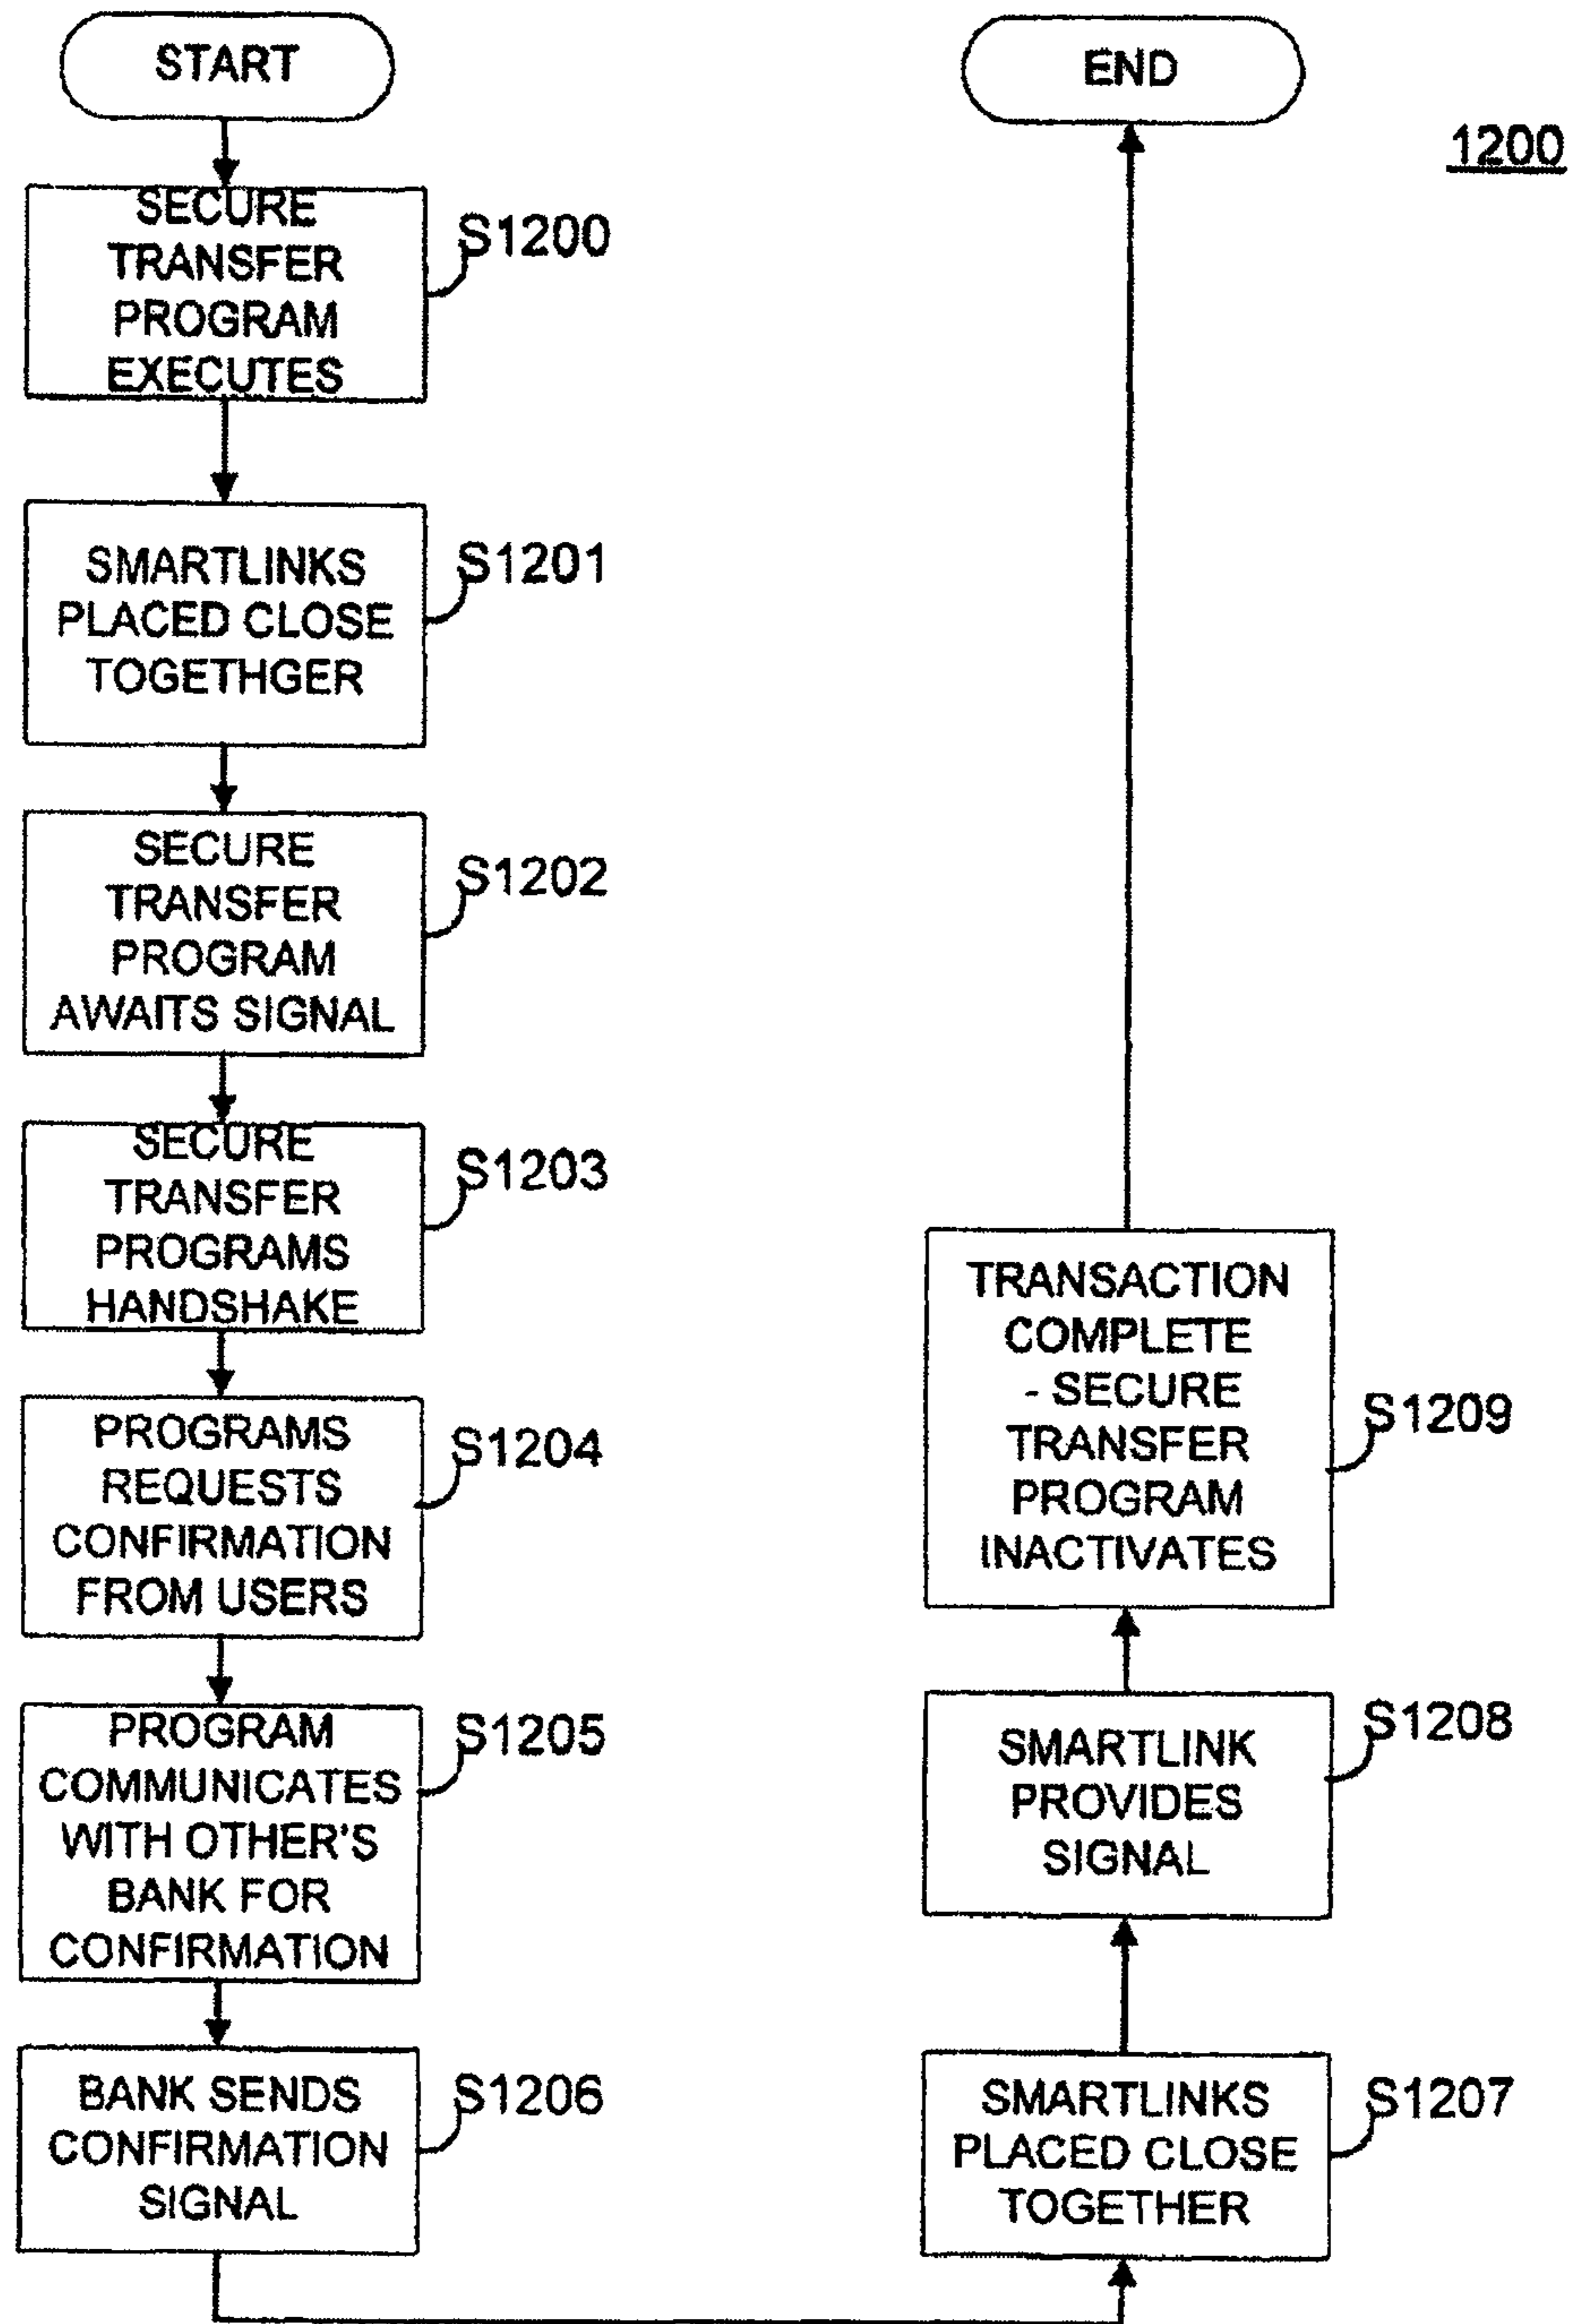 START
SECURE
TRANSFER
PROGRAM
EXECUTES
S1200
SMARTLINKS
PLACED CLOSE
TOGETHGER
S1201
SECURE
TRANSFER
PROGRAM
AWAITS SIGNAL
S1202
SECURE
TRANSFER
PROGRAMS
HANDSHAKE
S1203
PROGRAMS
REQUESTS
CONFIRMATION
FROM USERS
S1204
PROGRAM
COMMUNICATES
WITH OTHER'S
BANK FOR
CONFIRMATION
S1205
BANK SENDS
CONFIRMATION
SIGNAL
S1206
SMARTLINKS
PLACED CLOSE
TOGETHER
S1207
SMARTLINK
PROVIDES
SIGNAL
S1208
TRANSACTION
COMPLETE
- SECURE
TRANSFER
PROGRAM
INACTIVATES
S1209
END
1200